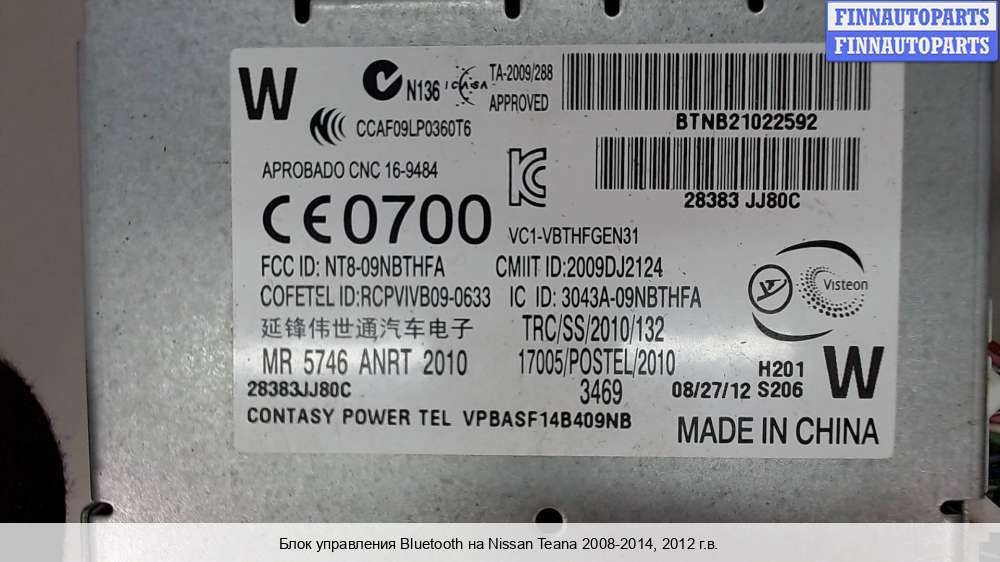 FINNAUTOPARTS
FINNAUTOPARTS
W
N136
ICASA
TA-2009/288
APPROVED
BTNB21022592
CCAF09LP0360T6
APROBADO CNC 16-9484
28383 JJ80C
CE0700
VC1-VBTHFGEN31
FCC ID: NT8-09NBTHFA
CMIIT ID:2009DJ2124
COFETEL ID:RCPVIVB09-0633
IC ID: 3043A-09NBTHFA
Visteon
延锋伟世通汽车电子
TRC/SS/2010/132
MR 5746 ANRT 2010
17005/POSTEL/2010
3469
H201
08/27/12 S206
W
28383JJ80C
CONTASY POWER TEL VPBASF14B409NB
MADE IN CHINA
Блок управления Bluetooth на Nissan Teana 2008-2014, 2012 г.в.